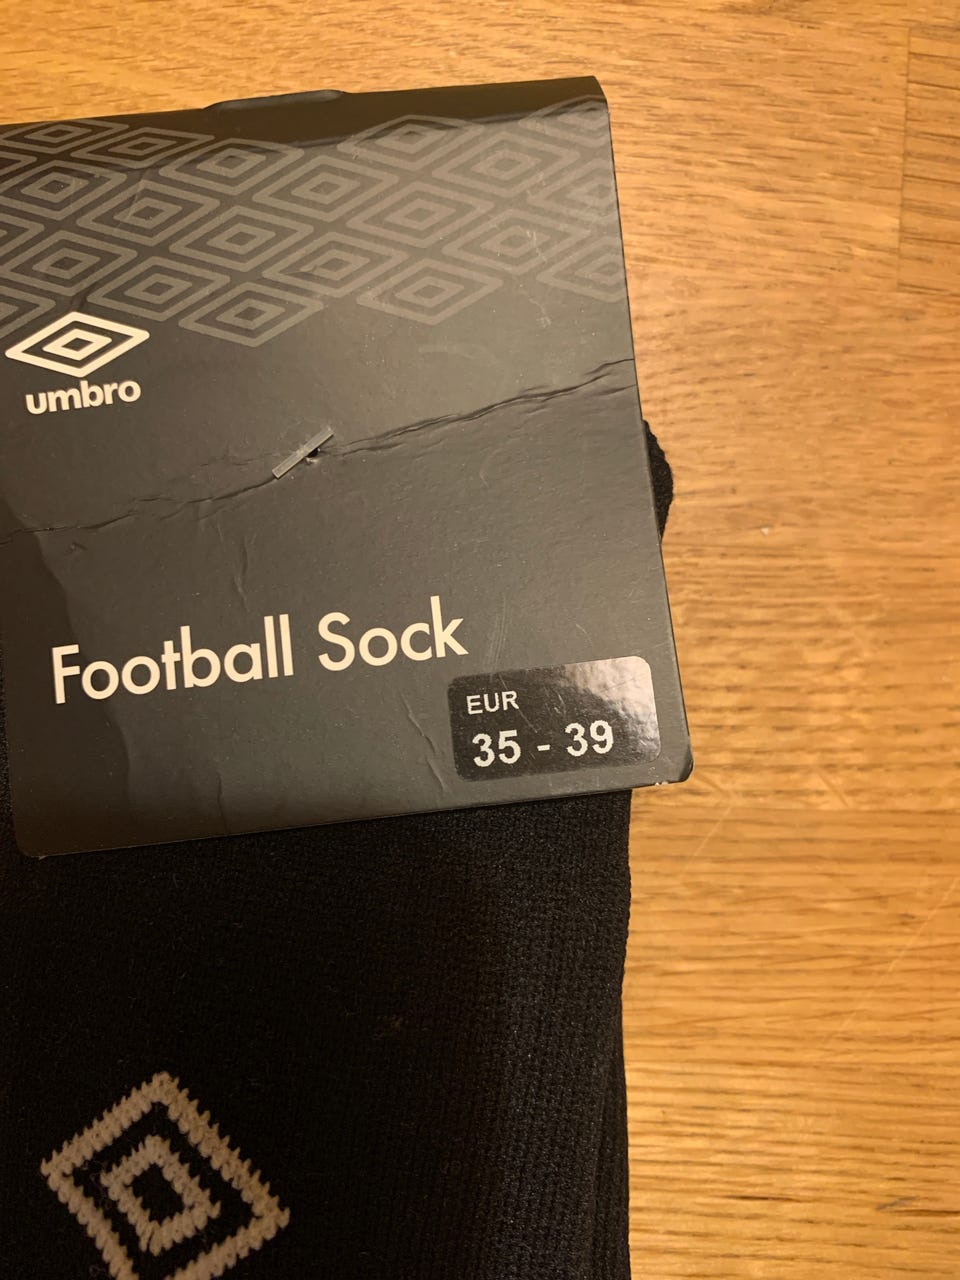 umbro
Football Sock
EUR
35 - 39